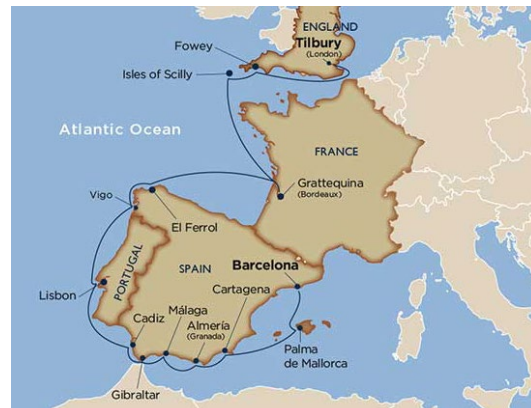 ENGLAND
Tilbury
(London)
Fowey
Isles of Scilly
Atlantic Ocean
FRANCE
Grattequina
(Bordeaux)
Vigo
El Ferrol
PORTUGAL
SPAIN
Barcelona
Cartagena
Lisbon
Cadiz
Málaga
Almería
(Granada)
Palma
de Mallorca
Gibraltar